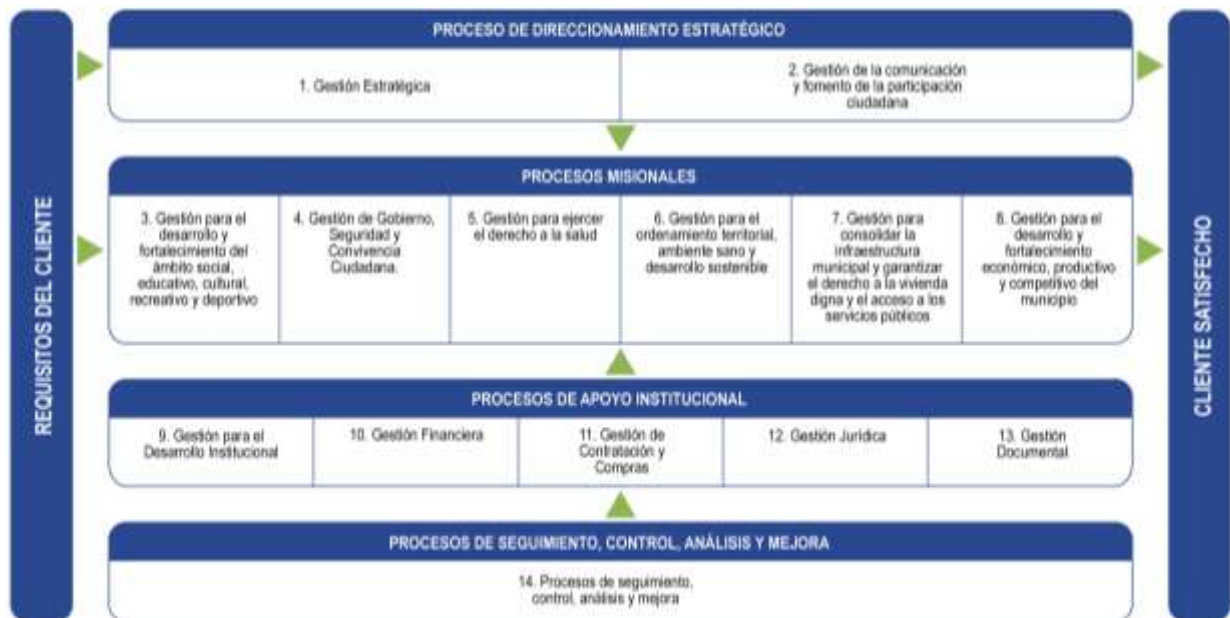 REQUISITOS DEL CLIENTE
PROCESO DE DIRECCIONAMIENTO ESTRATÉGICO
1. Gestión Estratégica
2. Gestión de la comunicación
y fomento de la participación
ciudadana
PROCESOS MISIONALES
3. Gestión para el
desarrollo y
fortalecimiento del
ámbito social,
educativo, cultural,
recreativo y deportivo
4. Gestión de Gobierno,
Seguridad y
Convivencia
Ciudadana.
5. Gestión para ejercer
el derecho a la salud
6. Gestión para el
ordenamiento territorial,
ambiente sano y
desarrollo sostenible
7. Gestión para
consolidar la
infraestructura
municipal y garantizar
el derecho a la vivienda
digna y el acceso a los
servicios públicos
8. Gestión para el
desarrollo y
fortalecimiento
económico, productivo
y competitivo del
municipio
PROCESOS DE APOYO INSTITUCIONAL
9. Gestión para el
Desarrollo Institucional
10. Gestión Financiera
11. Gestión de
Contratación y
Compras
12. Gestión Jurídica
13. Gestión
Documental
PROCESOS DE SEGUIMIENTO, CONTROL, ANÁLISIS Y MEJORA
14. Procesos de seguimiento,
control, análisis y mejora
CLIENTE SATISFECHO